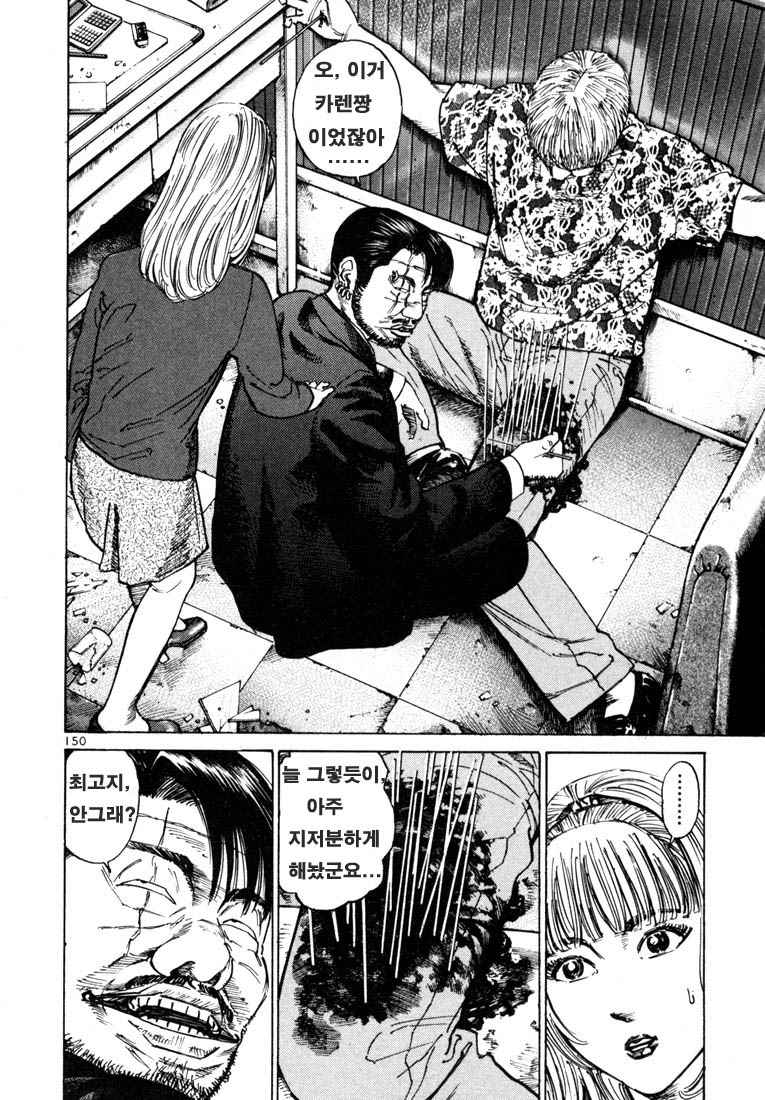 오, 이거
카렌짱
이었잖아
......
150
최고지,
안그래?
늘 그렇듯이,
아주
지저분하게
해놨군요...
........